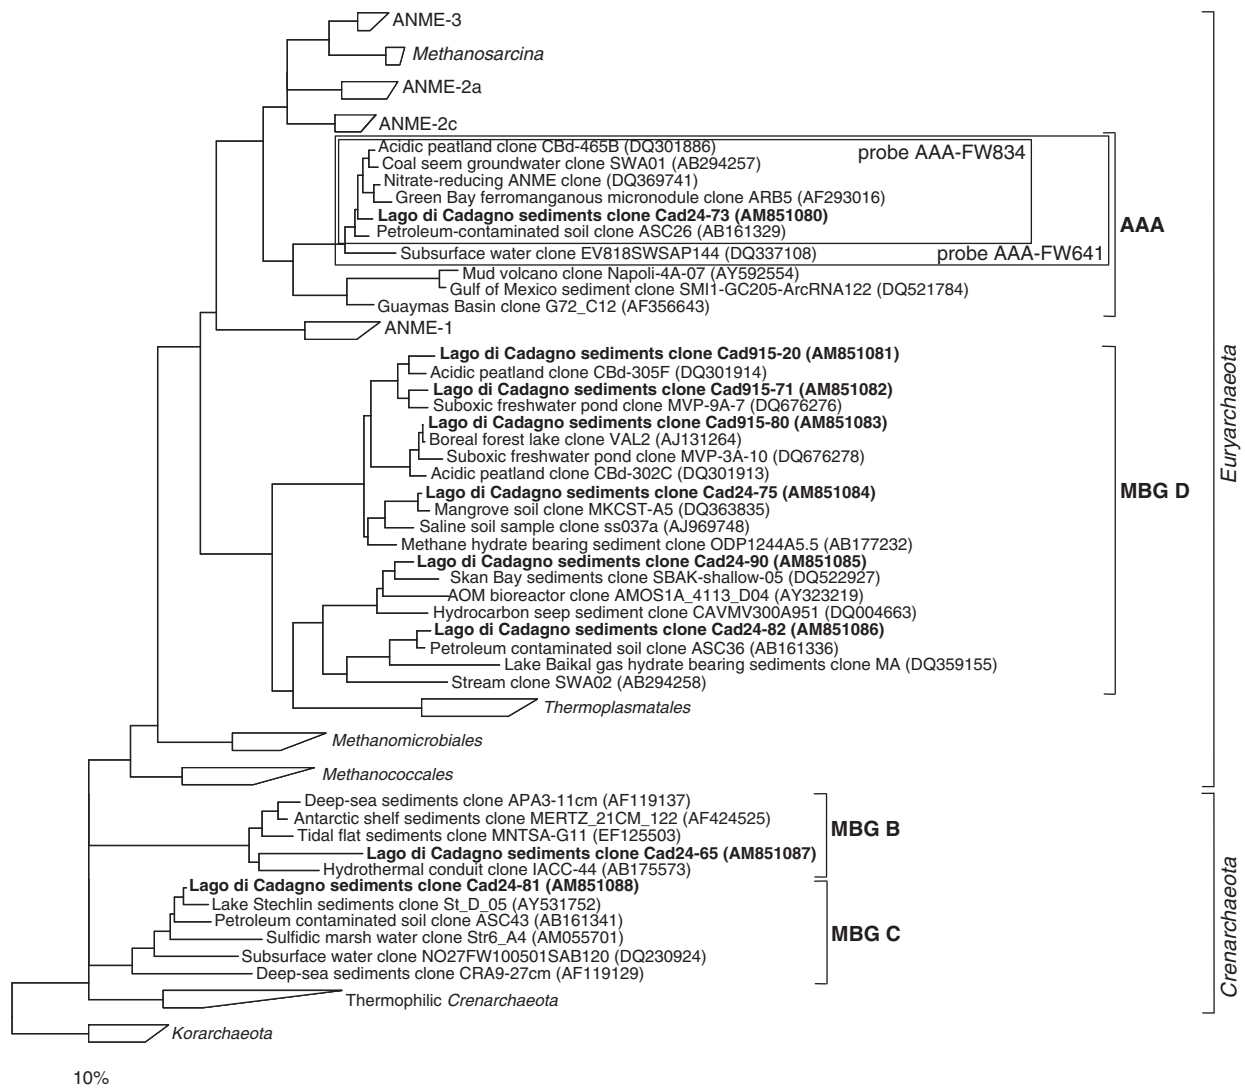 ANME-3
Methanosarcina
ANME-2a
ANME-2c
Acidic peatland clone CBd-465B (DQ301886)
probe AAA-FW834
Coal seem groundwater clone SWA01 (AB294257)
Nitrate-reducing ANME clone (DQ369741)
Green Bay ferromanganous micronodule clone ARB5 (AF293016)
Lago di Cadagno sediments clone Cad24-73 (AM851080)
AAA
Petroleum-contaminated soil clone ASC26 (AB161329)
Subsurface water clone EV818SWSAP144 (DQ337108)
probe AAA-FW641
Mud volcano clone Napoli-4A-07 (AY592554)
Gulf of Mexico sediment clone SMI1-GC205-ArcRNA122 (DQ521784)
Guaymas Basin clone G72_C12 (AF356643)
ANME-1
Lago di Cadagno sediments clone Cad915-20 (AM851081)
Acidic peatland clone CBd-305F (DQ301914)
Lago di Cadagno sediments clone Cad915-71 (AM851082)
Suboxic freshwater pond clone MVP-9A-7 (DQ676276)
Lago di Cadagno sediments clone Cad915-80 (AM851083)
Boreal forest lake clone VAL2 (AJ131264)
Suboxic freshwater pond clone MVP-3A-10 (DQ676278)
Acidic peatland clone CBd-302C (DQ301913)
Lago di Cadagno sediments clone Cad24-75 (AM851084)
MBG D
Mangrove soil clone MKCST-A5 (DQ363835)
Saline soil sample clone ss037a (AJ969748)
Methane hydrate bearing sediment clone ODP1244A5.5 (AB177232)
Lago di Cadagno sediments clone Cad24-90 (AM851085)
Skan Bay sediments clone SBAK-shallow-05 (DQ522927)
AOM bioreactor clone AMOS1A_4113_D04 (AY323219)
Hydrocarbon seep sediment clone CAVMV300A951 (DQ004663)
Lago di Cadagno sediments clone Cad24-82 (AM851086)
Petroleum contaminated soil clone ASC36 (AB161336)
Lake Baikal gas hydrate bearing sediments clone MA (DQ359155)
Stream clone SWA02 (AB294258)
Thermoplasmatales
Methanomicrobiales
Methanococcales
Euryarchaeota
Deep-sea sediments clone APA3-11cm (AF119137)
Antarctic shelf sediments clone MERTZ_21CM_122 (AF424525)
Tidal flat sediments clone MNTSA-G11 (EF125503)
MBG B
Lago di Cadagno sediments clone Cad24-65 (AM851087)
Hydrothermal conduit clone IACC-44 (AB175573)
Lago di Cadagno sediments clone Cad24-81 (AM851088)
Lake Stechlin sediments clone St_D_05 (AY531752)
Petroleum contaminated soil clone ASC43 (AB161341)
MBG C
Sulfidic marsh water clone Str6_A4 (AM055701)
Subsurface water clone NO27FW100501SAB120 (DQ230924)
Deep-sea sediments clone CRA9-27cm (AF119129)
Thermophilic Crenarchaeota
Crenarchaeota
Korarchaeota
10%